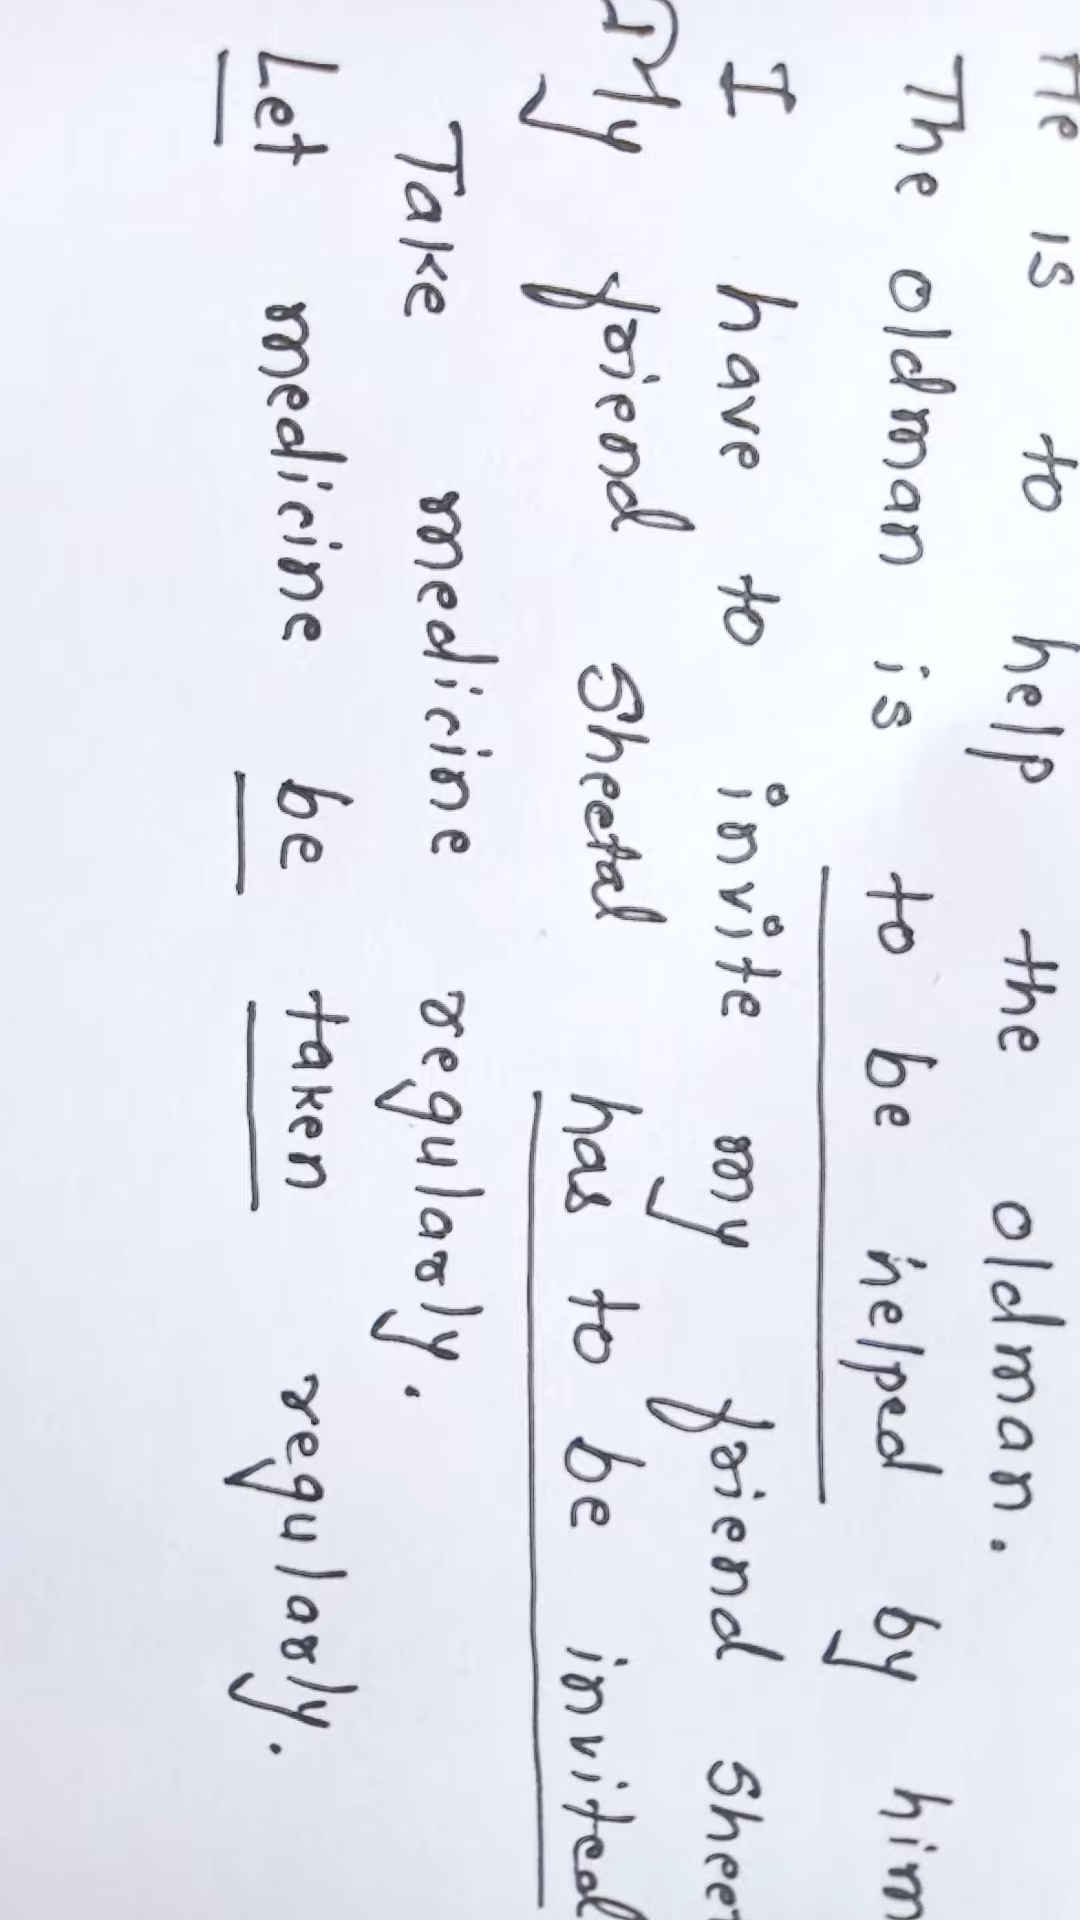 He is to help the oldman.
The oldman is to be helped by him
I have to invite my friend Sheet
My friend Sheetal has to be invited
Take medicine regularly.
Let medicine be taken regularly.